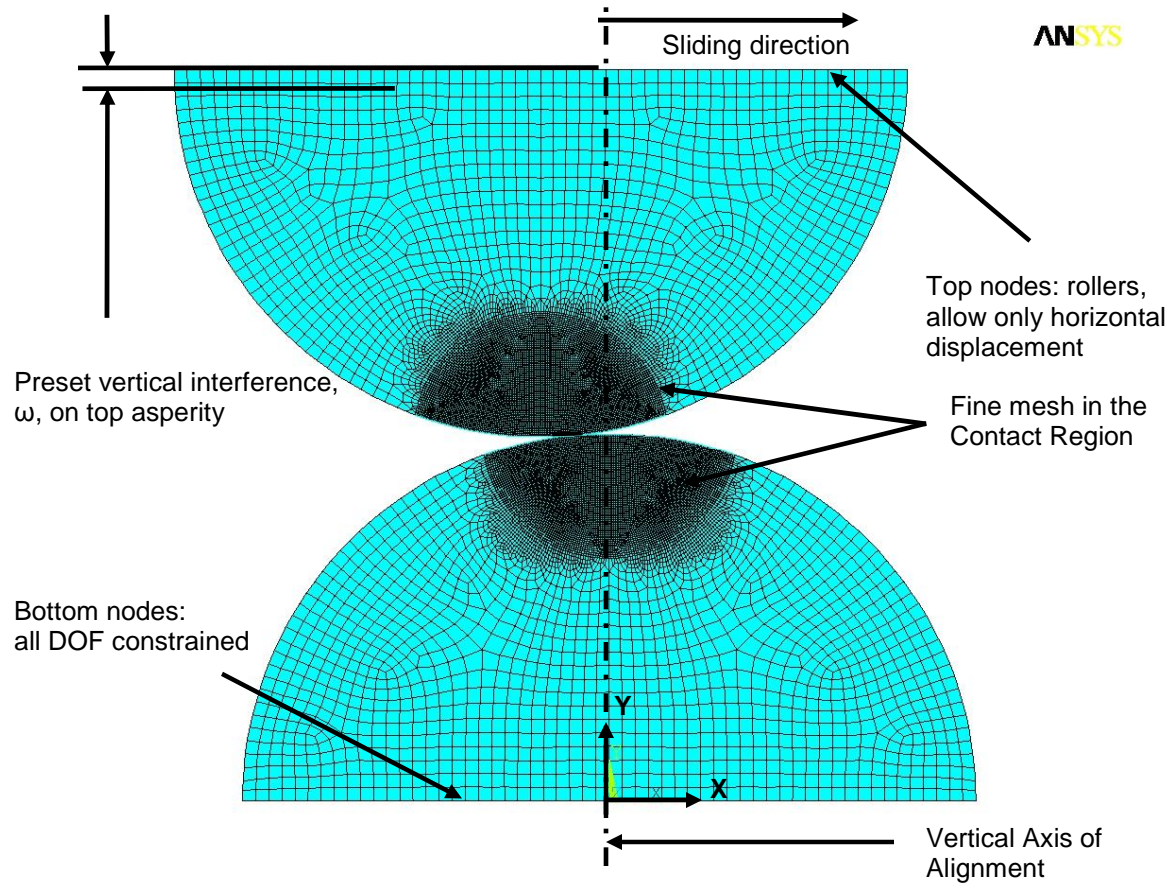 Sliding direction
ANSYS
Top nodes: rollers,
allow only horizontal
displacement
Preset vertical interference,
ω, on top asperity
Fine mesh in the
Contact Region
Bottom nodes:
all DOF constrained
Y
X
X
Vertical Axis of
Alignment